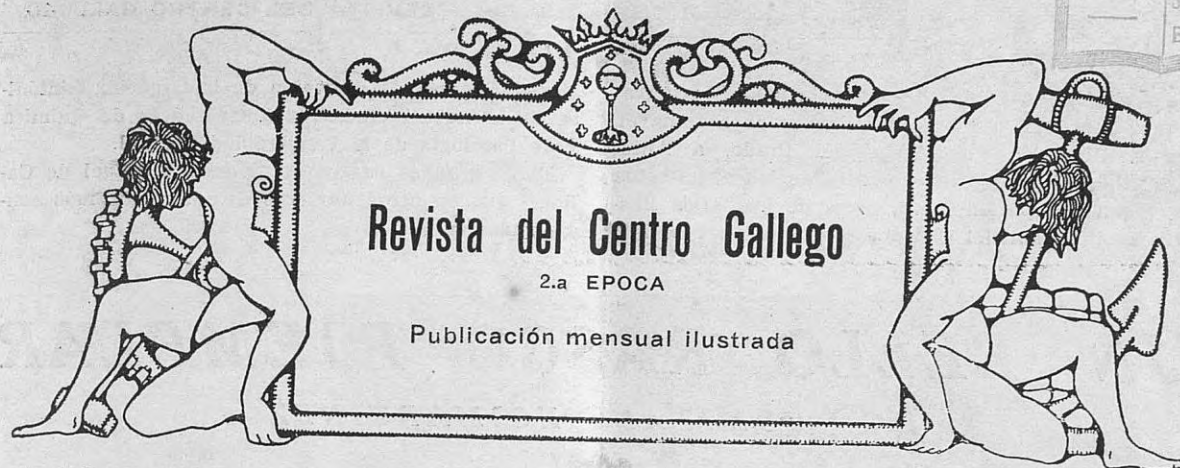 Revista del Centro Gallego
2.a EPOCA
Publicación mensual ilustrada